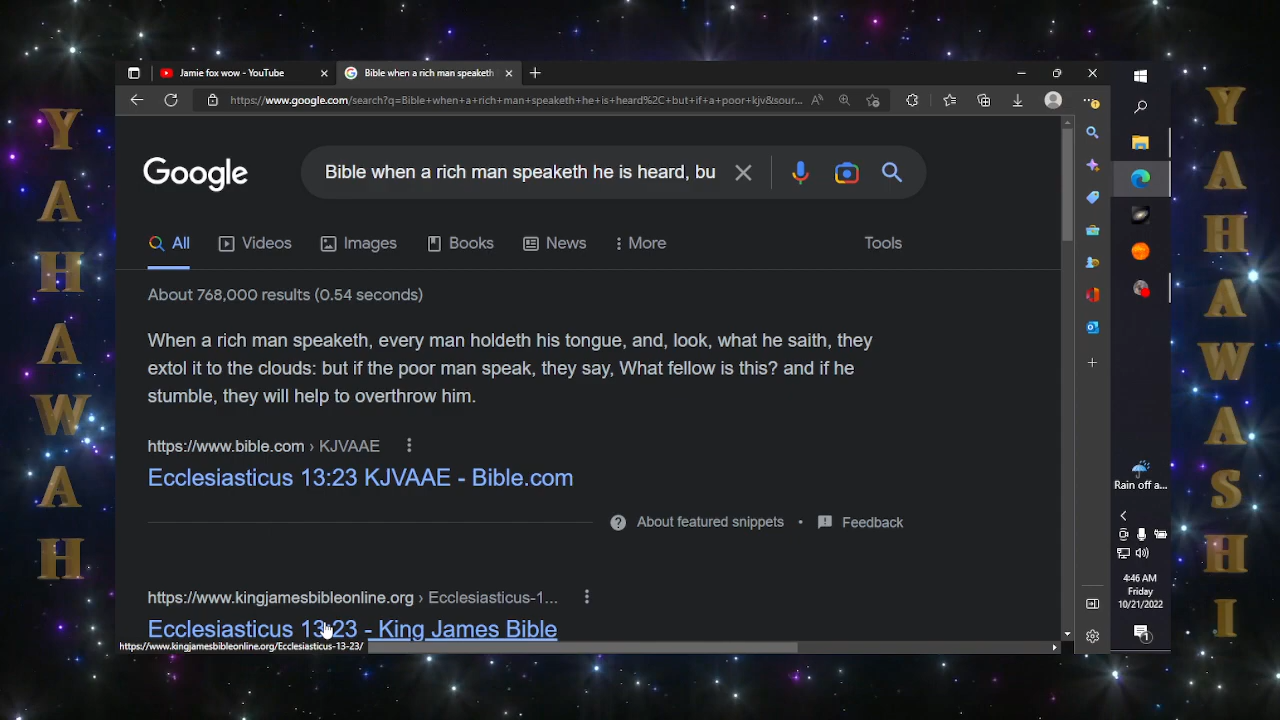 YAHAWAH
Jamie fox wow - YouTube
Bible when a rich man speaketh
https://www.google.com/search?q=Bible+when+a+rich+man+speaketh+he+is+heard%2C+but+if+a+poor+kjv&sour...
Google
Bible when a rich man speaketh he is heard, bu
All
Videos
Images
Books
News
More
Tools
About 768,000 results (0.54 seconds)
When a rich man speaketh, every man holdeth his tongue, and, look, what he saith, they
extol it to the clouds: but if the poor man speak, they say, What fellow is this? and if he
stumble, they will help to overthrow him.
https://www.bible.com › KJVAAE
Ecclesiasticus 13:23 KJVAAE - Bible.com
About featured snippets • Feedback
https://www.kingjamesbibleonline.org › Ecclesiasticus-1...
Ecclesiasticus 13:23 - King James Bible
https://www.kingjamesbibleonline.org/Ecclesiasticus-13-23/
Rain off a...
4:46 AM
Friday
10/21/2022
1
YAHAWASHI